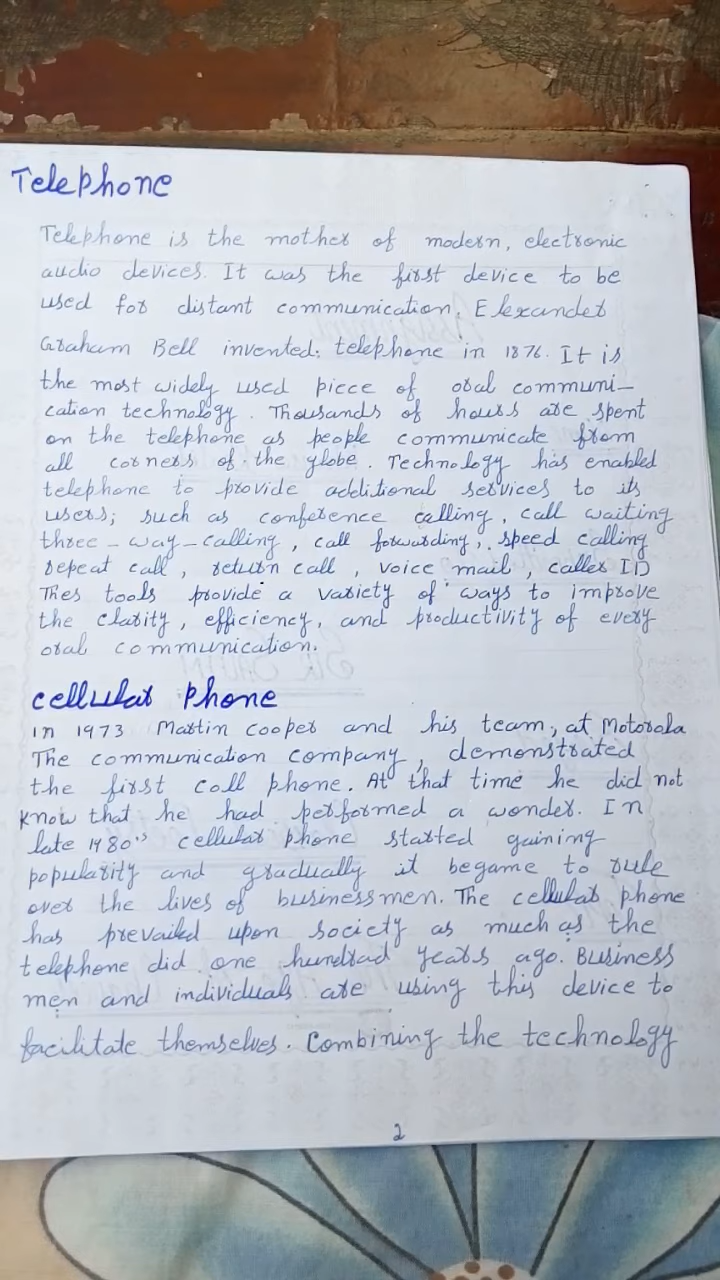 Telephone
Telephone is the mother of modern, electronic
audio devices. It was the first device to be
used for distant communication. Elexander
Graham Bell invented; telephone in 1876. It is
the most widely used piece of oral communi-
cation technology. Thousands of hours are spent
on the telephone as people communicate from
all corners of the globe. Technology has enabled
telephone to provide additional services to its
users; such as conference calling, call waiting
three-way-calling, call forwarding, speed calling
repeat call, return call, voice mail, caller ID
Thes tools provide a variety of ways to improve
the clarity, efficiency, and productivity of every
oral communication.
cellular phone
in 1973 Martin cooper and his team, at Motorola
The communication company, demonstrated
the first coll phone. At that time he did not
know that he had performed a wonder. In
late 1980's cellular phone started gaining
popularity and gradually it begame to rule
over the lives of businessmen. The cellular phone
has prevailed upon society as much as the
telephone did one hundrad years ago. Business
men and individuals are using this device to
facilitate themselves. Combining the technology
2